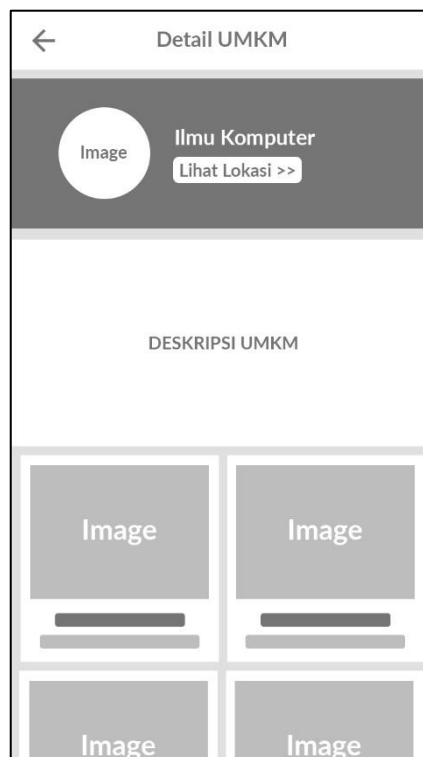 Detail UMKM
Image
Ilmu Komputer
Lihat Lokasi >>
DESKRIPSI UMKM
Image
Image
Image
Image